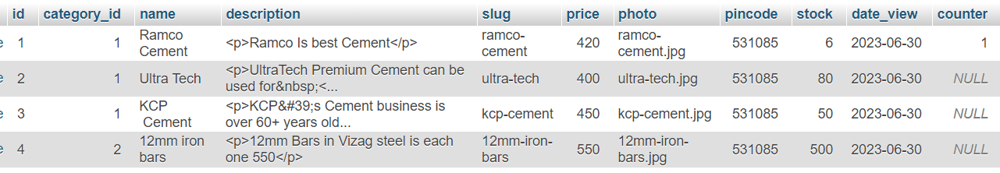 id category_id name description slug price photo pincode stock date_view counter
1 1 Ramco Cement <p>Ramco Is best Cement</p> ramco-cement 420 ramco-cement.jpg 531085 6 2023-06-30 1
2 1 Ultra Tech <p>UltraTech Premium Cement can be used for&nbsp;<... ultra-tech 400 ultra-tech.jpg 531085 80 2023-06-30 NULL
3 1 KCP Cement <p>KCP&#39;s Cement business is over 60+ years old... kcp-cement 450 kcp-cement.jpg 531085 50 2023-06-30 NULL
4 2 12mm iron bars <p>12mm Bars in Vizag steel is each one 550</p> 12mm-iron-bars 550 12mm-iron-bars.jpg 531085 500 2023-06-30 NULL